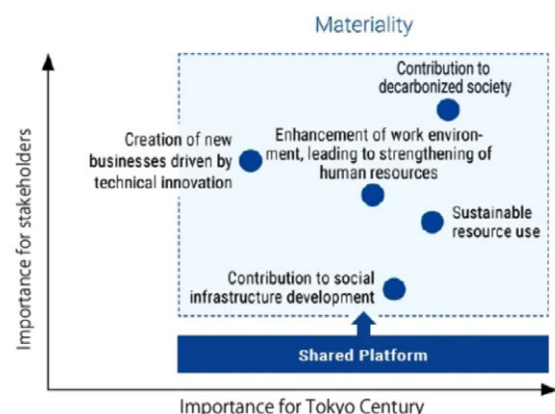 Materiality
Contribution to
decarbonized society
Creation of new
businesses driven by
technical innovation
Enhancement of work environ-
ment, leading to strengthening of
human resources
Sustainable
resource use
Contribution to social
infrastructure development
Shared Platform
Importance for stakeholders
Importance for Tokyo Century